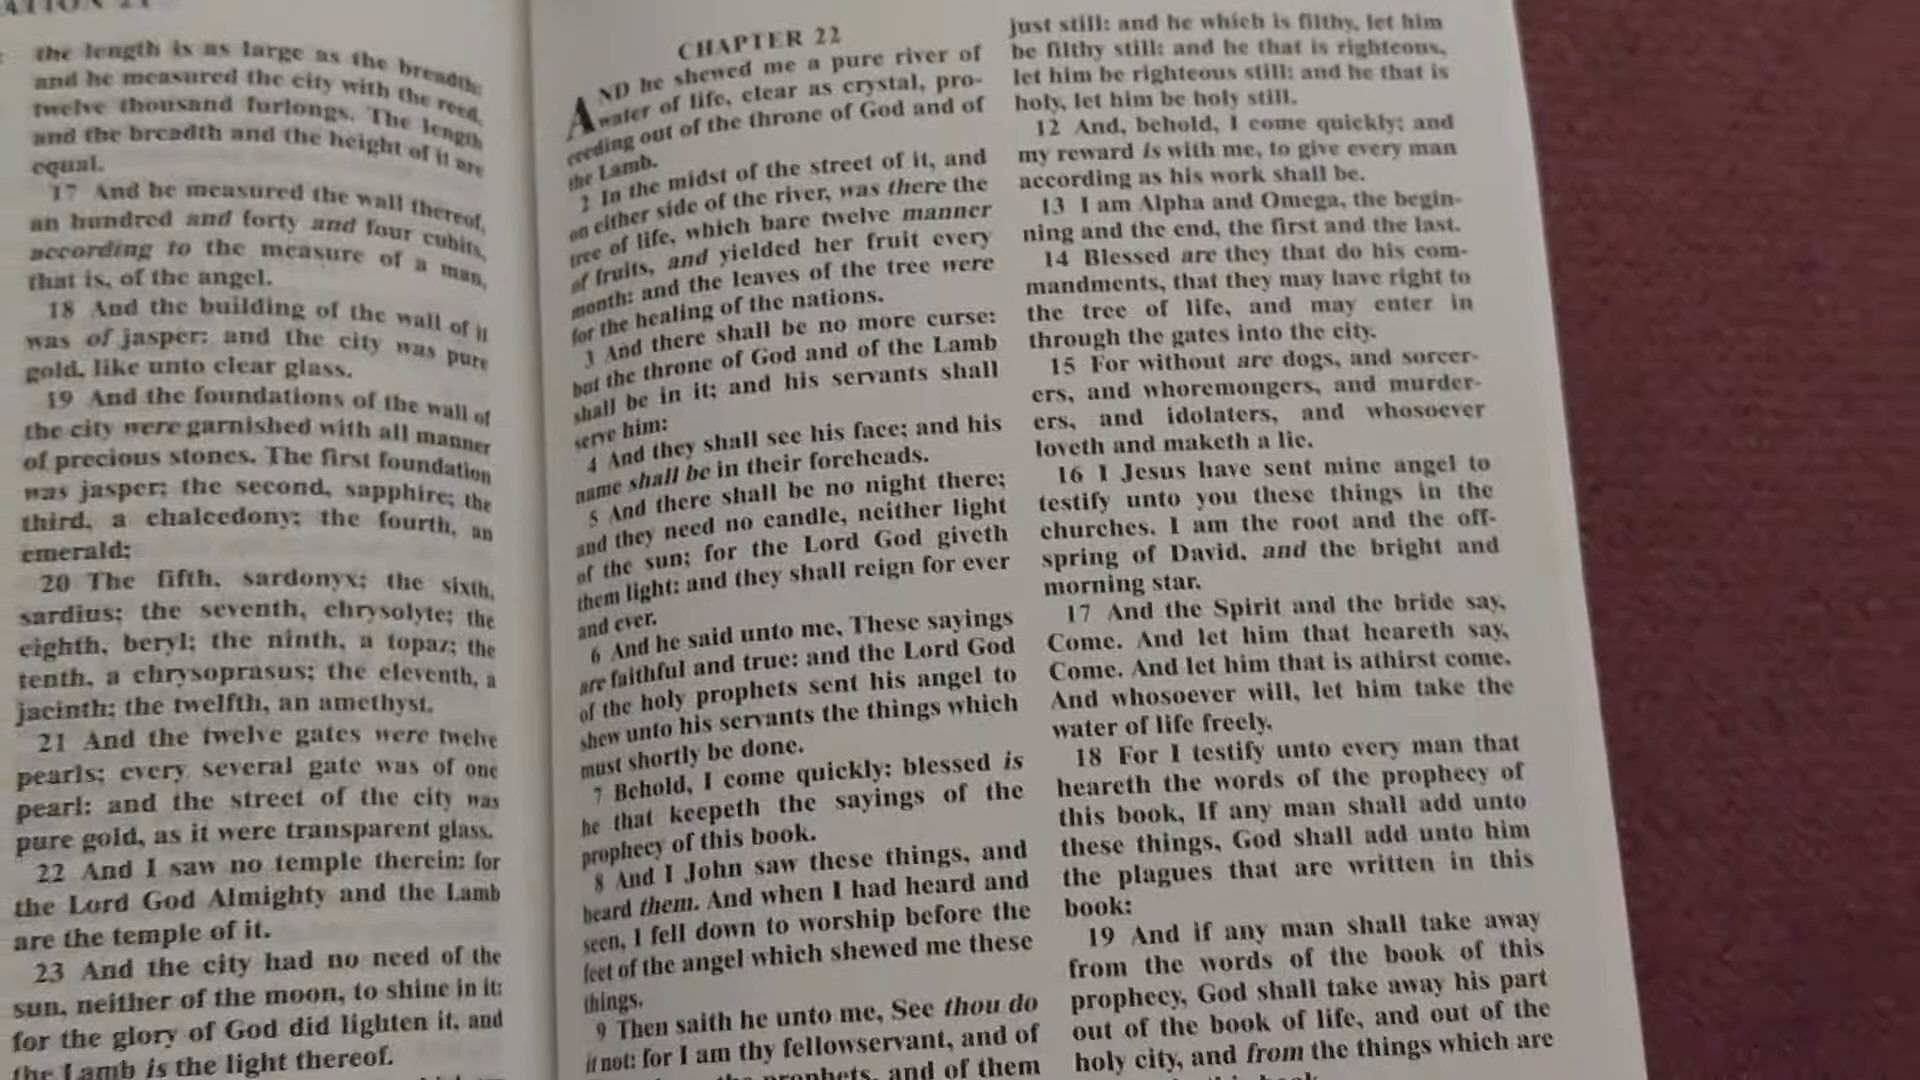 ATION 21
the length is as large as the breadth:
and he measured the city with the reed,
twelve thousand furlongs. The length
and the breadth and the height of it are
equal.
17 And he measured the wall thereof,
an hundred and forty and four cubits,
according to the measure of a man,
that is, of the angel.
18 And the building of the wall of it
was of jasper: and the city was pure
gold, like unto clear glass.
19 And the foundations of the wall of
the city were garnished with all manner
of precious stones. The first foundation
was jasper; the second, sapphire; the
third, a chalcedony; the fourth, an
emerald;
20 The fifth, sardonyx; the sixth,
sardius; the seventh, chrysolyte; the
eighth, beryl; the ninth, a topaz; the
tenth, a chrysoprasus; the eleventh, a
jacinth; the twelfth, an amethyst.
21 And the twelve gates were twelve
pearls; every several gate was of one
pearl: and the street of the city was
pure gold, as it were transparent glass.
22 And I saw no temple therein: for
the Lord God Almighty and the Lamb
are the temple of it.
23 And the city had no need of the
sun, neither of the moon, to shine in it:
for the glory of God did lighten it, and
the Lamb is the light thereof.
CHAPTER 22
AND he shewed me a pure river of
water of life, clear as crystal, pro-
ceeding out of the throne of God and of
the Lamb.
2 In the midst of the street of it, and
on either side of the river, was there the
tree of life, which bare twelve manner
of fruits, and yielded her fruit every
month: and the leaves of the tree were
for the healing of the nations.
3 And there shall be no more curse:
but the throne of God and of the Lamb
shall be in it; and his servants shall
serve him:
4 And they shall see his face; and his
name shall be in their foreheads.
5 And there shall be no night there;
and they need no candle, neither light
of the sun; for the Lord God giveth
them light: and they shall reign for ever
and ever.
6 And he said unto me, These sayings
are faithful and true: and the Lord God
of the holy prophets sent his angel to
shew unto his servants the things which
must shortly be done.
7 Behold, I come quickly: blessed is
he that keepeth the sayings of the
prophecy of this book.
8 And I John saw these things, and
heard them. And when I had heard and
seen, I fell down to worship before the
feet of the angel which shewed me these
things.
9 Then saith he unto me, See thou do
it not: for I am thy fellowservant, and of
the prophets, and of them
just still: and he which is filthy, let him
be filthy still: and he that is righteous,
let him be righteous still: and he that is
holy, let him be holy still.
12 And, behold, I come quickly; and
my reward is with me, to give every man
according as his work shall be.
13 I am Alpha and Omega, the begin-
ning and the end, the first and the last.
14 Blessed are they that do his com-
mandments, that they may have right to
the tree of life, and may enter in
through the gates into the city.
15 For without are dogs, and sorcer-
ers, and whoremongers, and murder-
ers, and idolaters, and whosoever
loveth and maketh a lie.
16 I Jesus have sent mine angel to
testify unto you these things in the
churches. I am the root and the off-
spring of David, and the bright and
morning star.
17 And the Spirit and the bride say,
Come. And let him that heareth say,
Come. And let him that is athirst come.
And whosoever will, let him take the
water of life freely.
18 For I testify unto every man that
heareth the words of the prophecy of
this book, If any man shall add unto
these things, God shall add unto him
the plagues that are written in this
book:
19 And if any man shall take away
from the words of the book of this
prophecy, God shall take away his part
out of the book of life, and out of the
holy city, and from the things which are